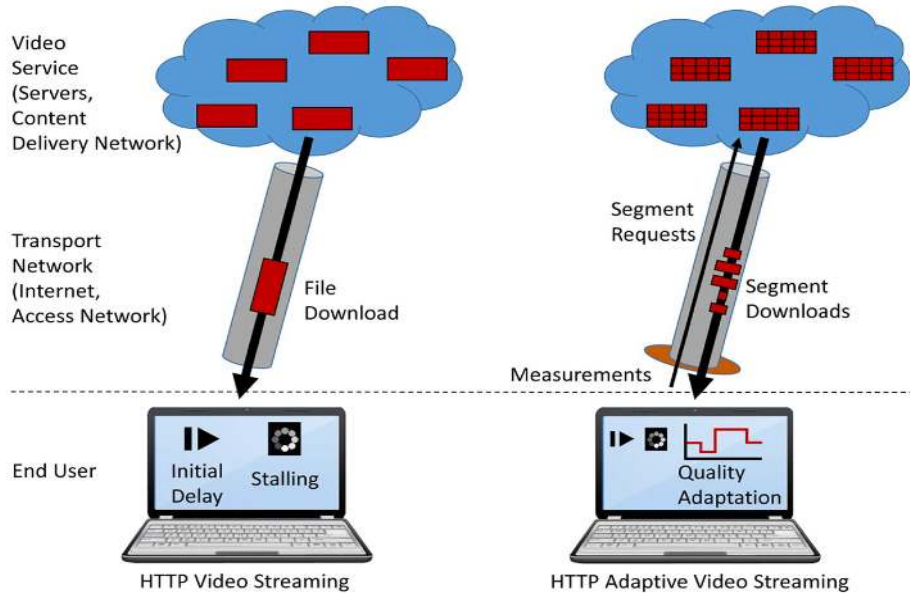 Video
Service
(Servers,
Content
Delivery Network)
Transport
Network
(Internet,
Access Network)
File
Download
Segment
Requests
Segment
Downloads
Measurements
End User
Initial
Delay
Stalling
Quality
Adaptation
HTTP Video Streaming
HTTP Adaptive Video Streaming